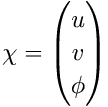 χ = (u
v
ϕ)